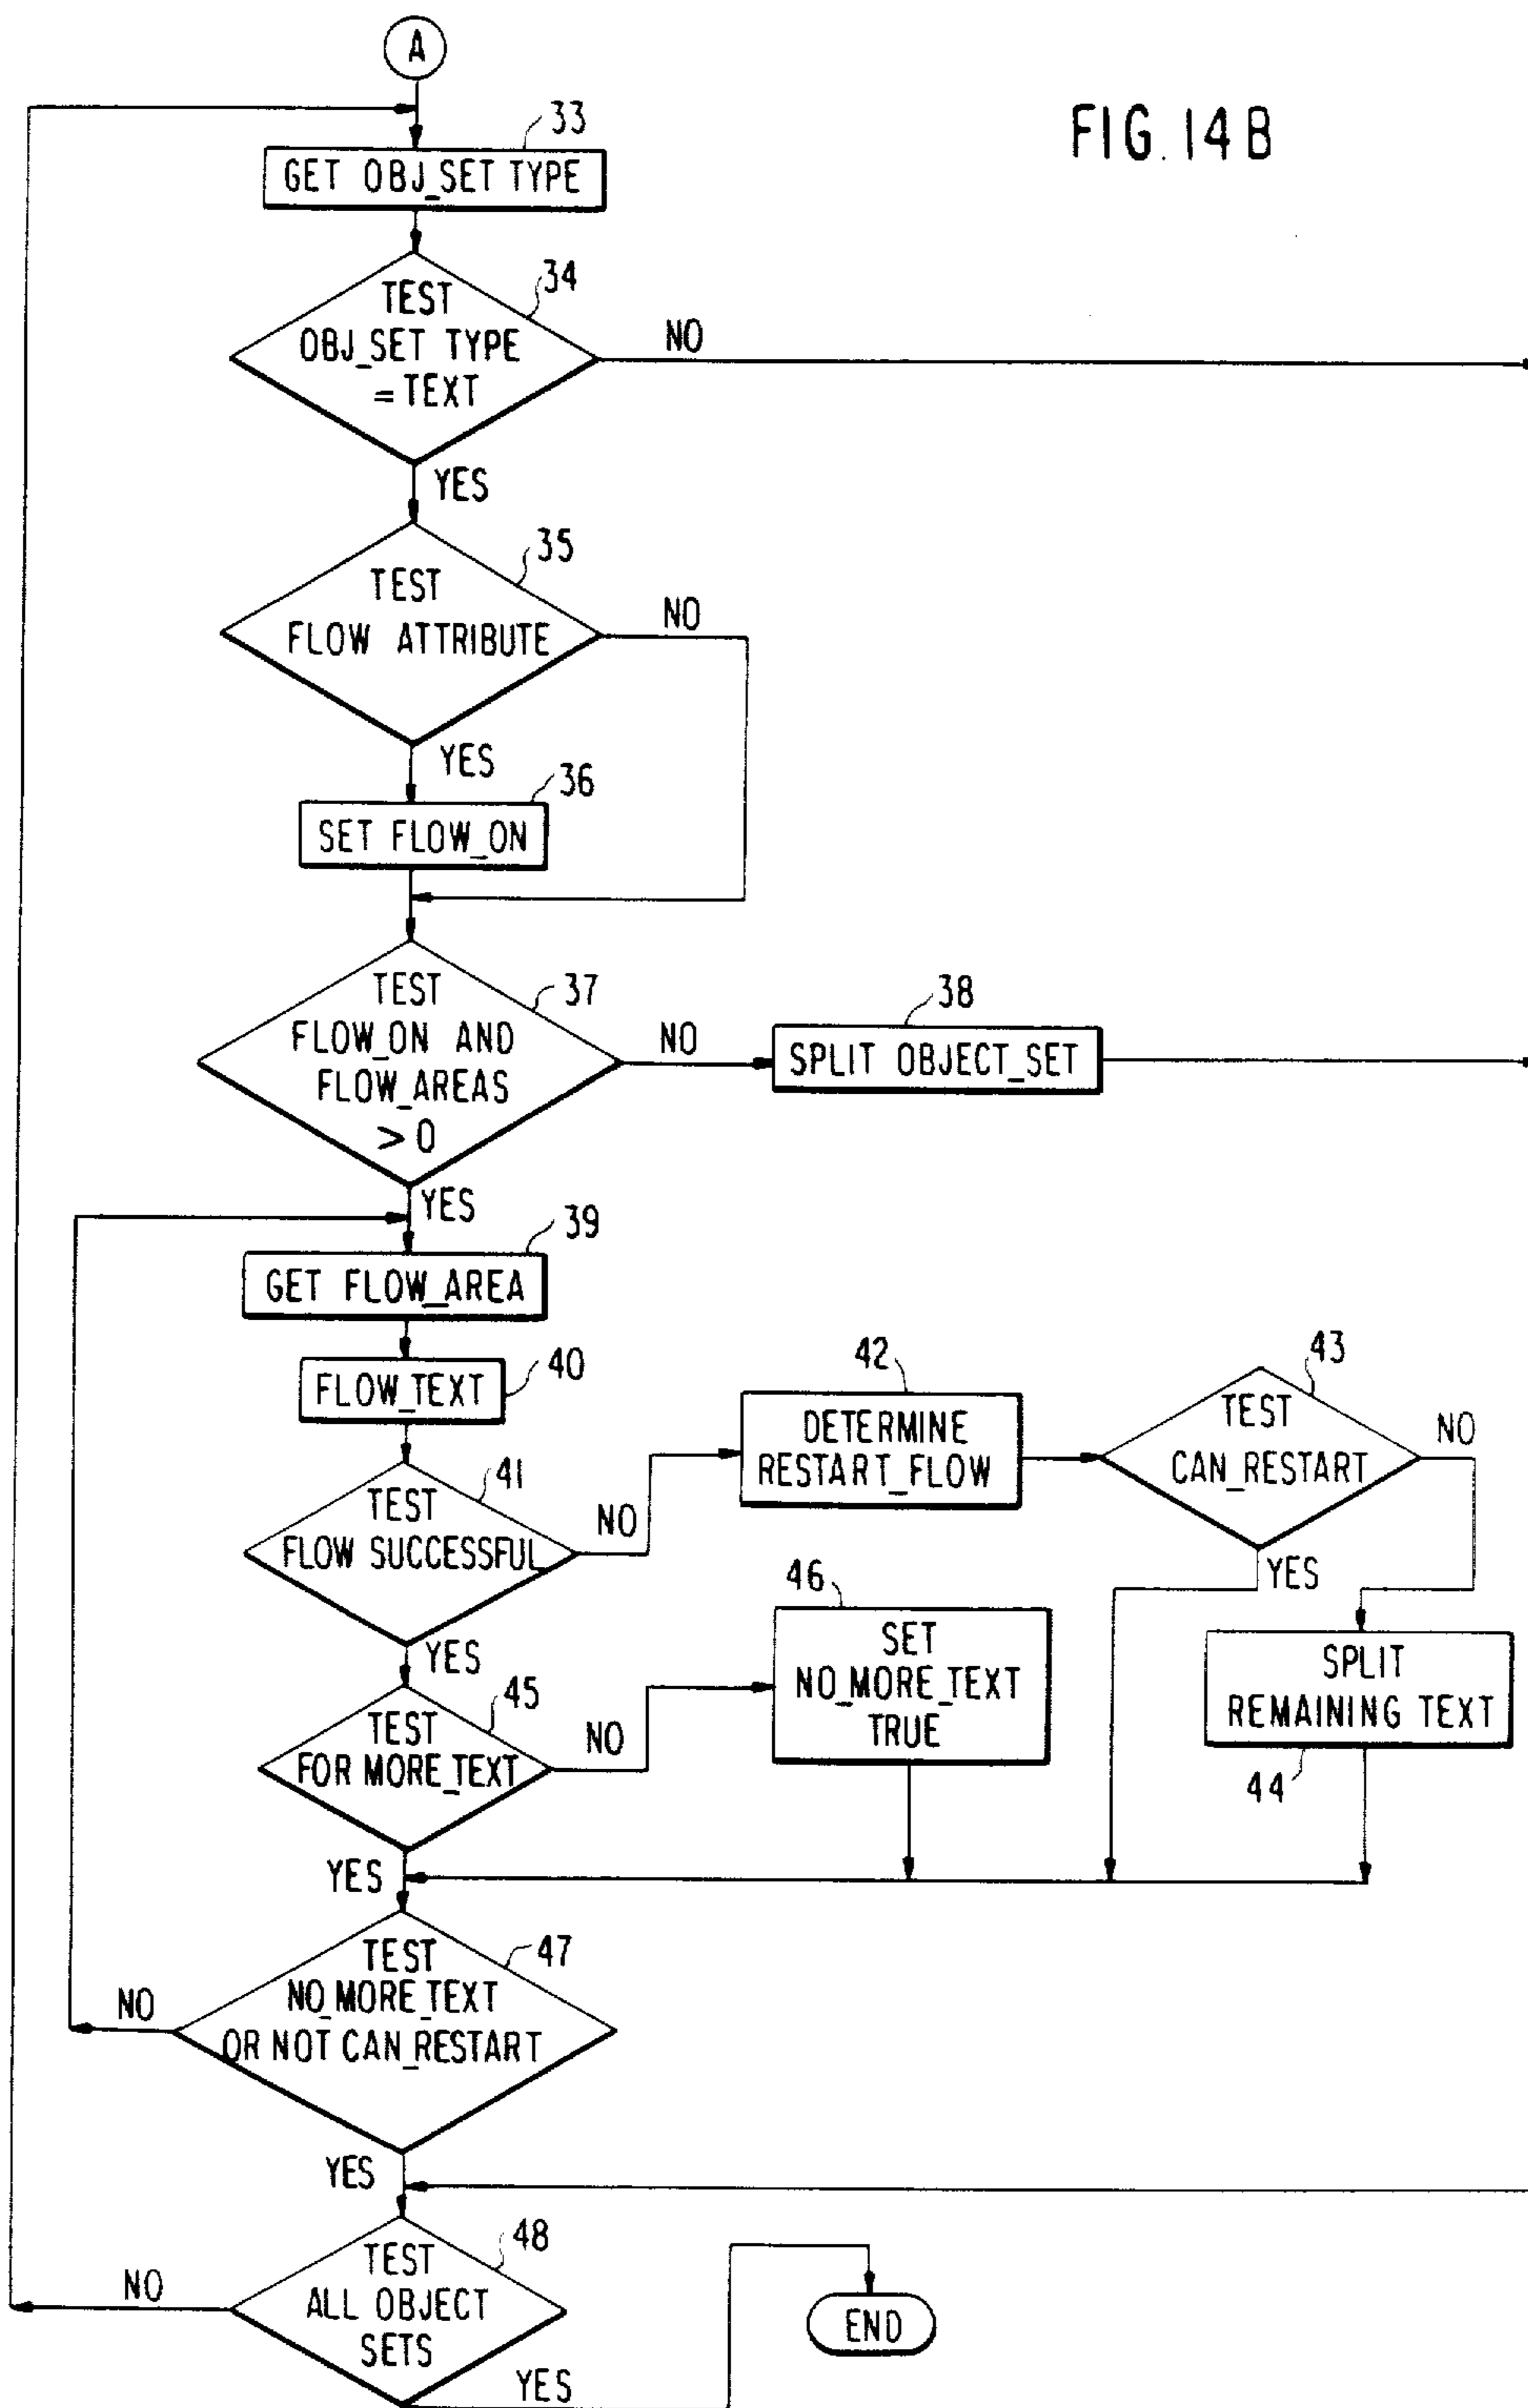 A
FIG. 14B
33
GET OBJ_SET TYPE
34
TEST
OBJ_SET TYPE
= TEXT
NO
YES
35
TEST
FLOW ATTRIBUTE
NO
YES
36
SET FLOW_ON
37
TEST
FLOW_ON AND
FLOW_AREAS
> 0
NO
38
SPLIT OBJECT_SET
YES
39
GET FLOW_AREA
40
FLOW_TEXT
41
TEST
FLOW SUCCESSFUL
NO
42
DETERMINE
RESTART_FLOW
43
TEST
CAN_RESTART
NO
YES
YES
45
TEST
FOR MORE_TEXT
NO
46
SET
NO_MORE_TEXT
TRUE
SPLIT
REMAINING TEXT
44
YES
47
TEST
NO_MORE_TEXT
OR NOT CAN_RESTART
NO
YES
48
TEST
ALL OBJECT
SETS
NO
YES
END